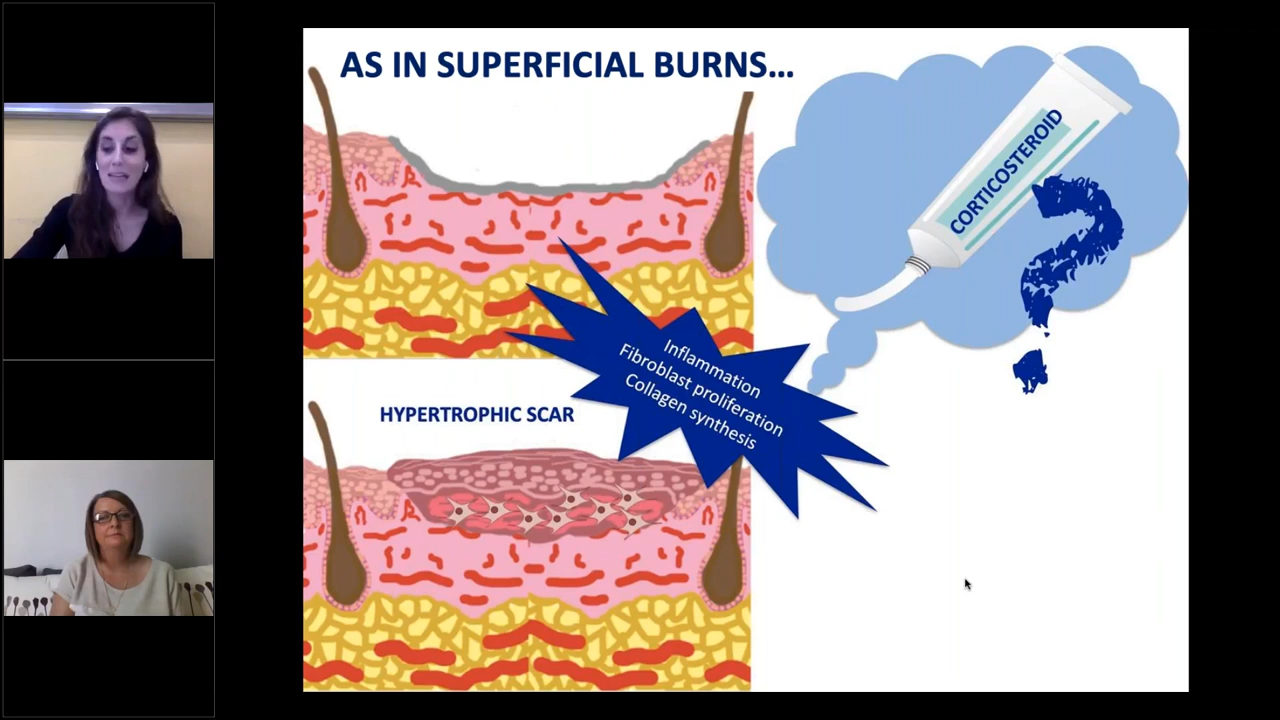 AS IN SUPERFICIAL BURNS...
CORTICOSTEROID
Inflammation
Fibroblast proliferation
Collagen synthesis
HYPERTROPHIC SCAR